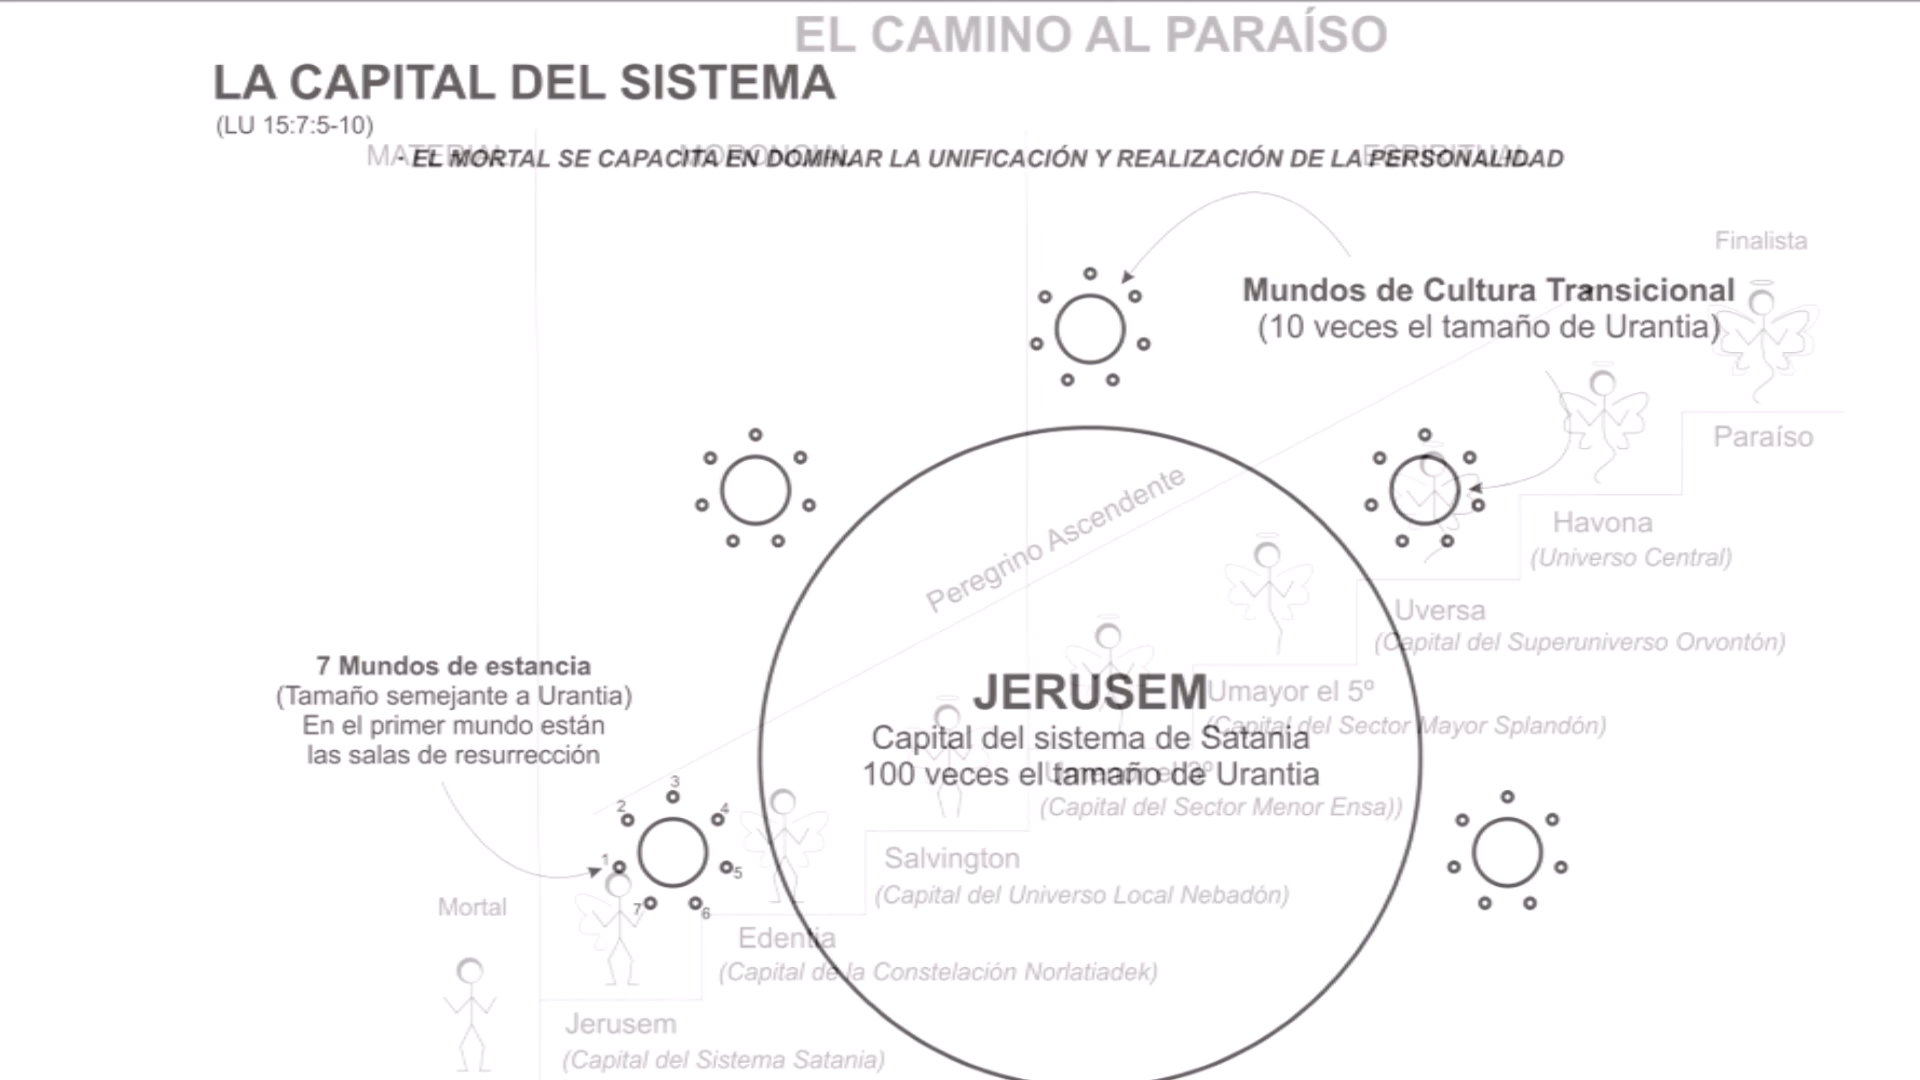 EL CAMINO AL PARAÍSO
LA CAPITAL DEL SISTEMA
(LU 15:7:5-10)
MATERIAL MORONCIAL ESPIRITUAL
- EL MORTAL SE CAPACITA EN DOMINAR LA UNIFICACIÓN Y REALIZACIÓN DE LA PERSONALIDAD
Finalista
Mundos de Cultura Transicional
(10 veces el tamaño de Urantia)
Paraíso
Peregrino Ascendente
Havona
(Universo Central)
Uversa
(Capital del Superuniverso Orvontón)
7 Mundos de estancia
(Tamaño semejante a Urantia)
En el primer mundo están
las salas de resurrección
JERUSEM
Capital del sistema de Satania
100 veces el tamaño de Urantia
Umayor el 5º
(Capital del Sector Mayor Splandón)
(Capital del Sector Menor Ensa))
1
2
3
4
5
6
7
Salvington
(Capital del Universo Local Nebadón)
Mortal
Edentia
(Capital de la Constelación Norlatiadek)
Jerusem
(Capital del Sistema Satania)